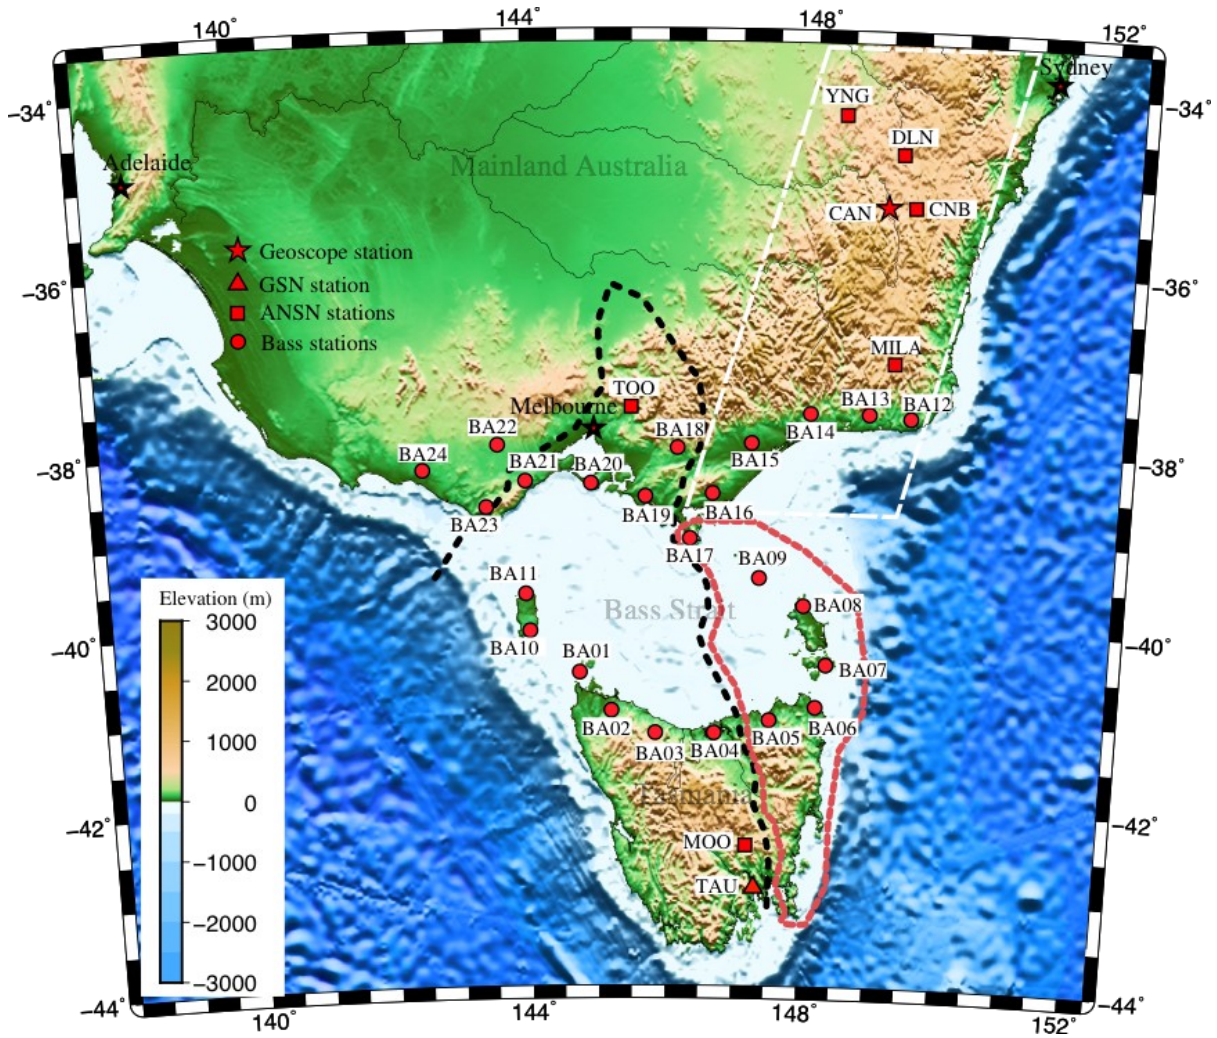 140˚
144˚
148˚
152˚
Sydney
−34˚
−34˚
YNG
DLN
Adelaide
Mainland Australia
CAN
CNB
Geoscope station
GSN station
ANSN stations
Bass stations
−36˚
−36˚
MILA
TOO
Melbourne
BA13
BA12
BA22
BA18
BA14
BA24
BA21
BA20
BA15
−38˚
−38˚
BA23
BA19
BA16
BA17
BA09
BA11
BA08
Elevation (m)
Bass Strait
3000
2000
1000
0
−1000
−2000
−3000
BA10
BA01
−40˚
−40˚
BA07
BA02
BA03
BA04
BA05
BA06
Tasmania
−42˚
−42˚
MOO
TAU
−44˚
−44˚
140˚
144˚
148˚
152˚